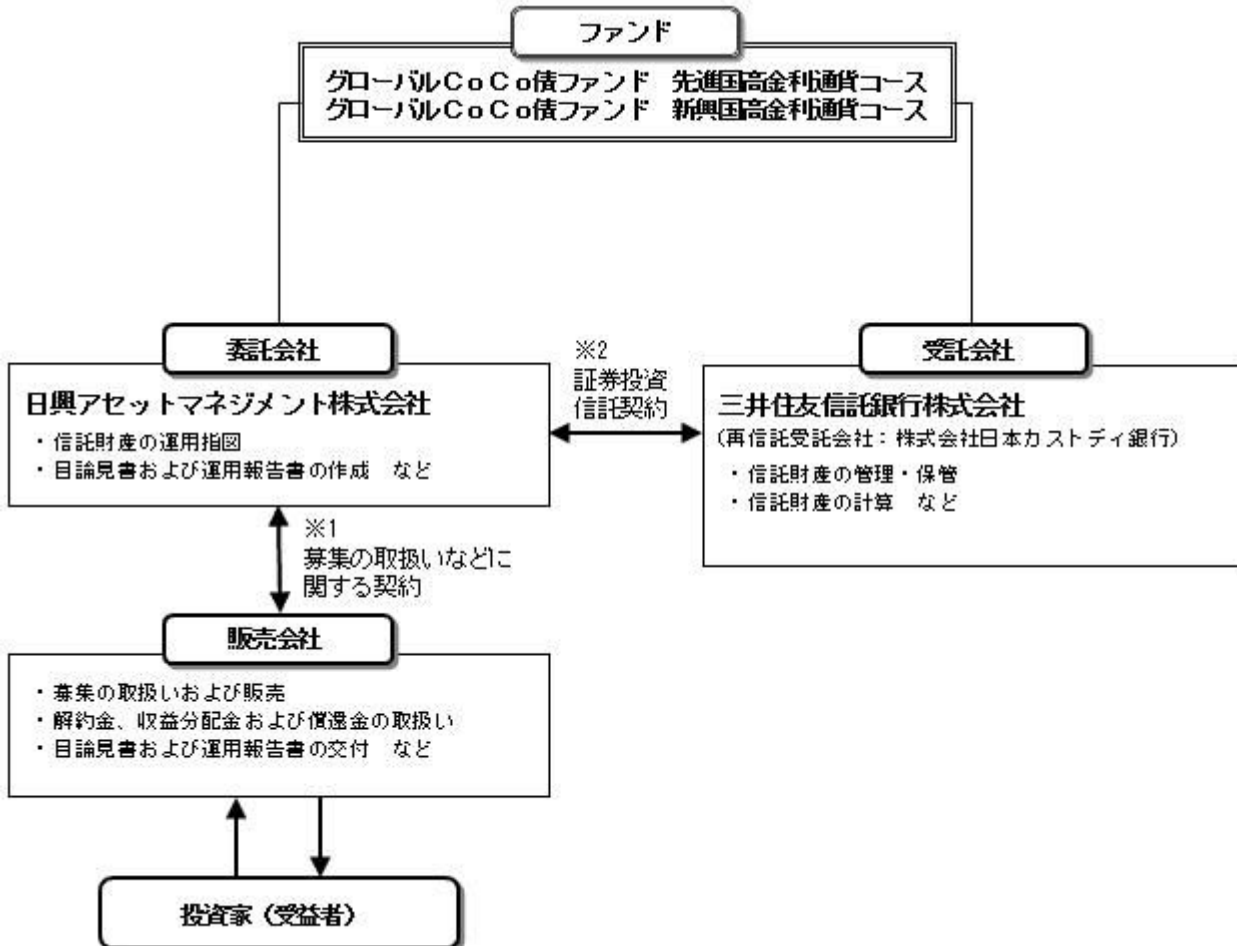 ファンド
グローバルCoCo債ファンド　先進国高金利通貨コース
グローバルCoCo債ファンド　新興国高金利通貨コース
委託会社
日興アセットマネジメント株式会社
・信託財産の運用指図
・目論見書および運用報告書の作成　など
※2
証券投資
信託契約
受託会社
三井住友信託銀行株式会社
(再信託受託会社：株式会社日本カストディ銀行)
・信託財産の管理・保管
・信託財産の計算　など
※1
募集の取扱いなどに
関する契約
販売会社
・募集の取扱いおよび販売
・解約金、収益分配金および償還金の取扱い
・目論見書および運用報告書の交付　など
投資家（受益者）